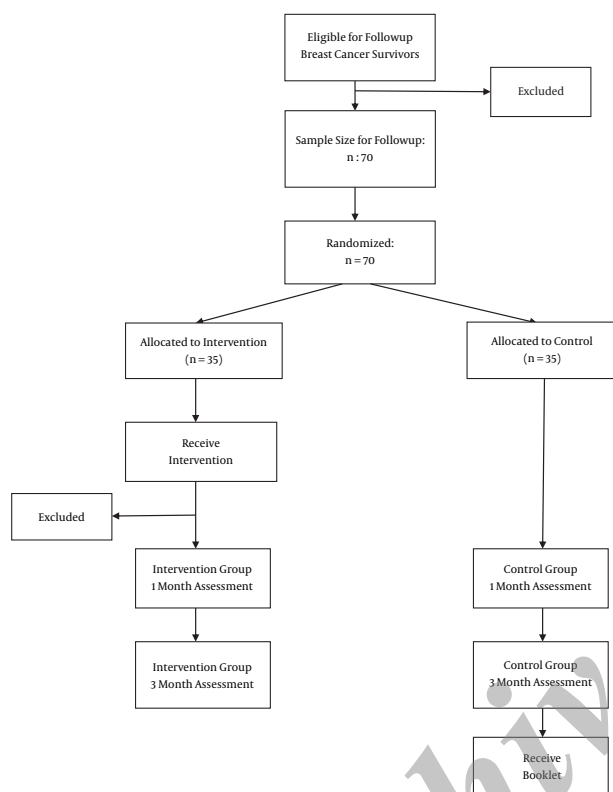 Eligible for Followup
Breast Cancer Survivors
Excluded
Sample Size for Followup:
n : 70
Randomized:
n = 70
Allocated to Intervention
(n = 35)
Allocated to Control
(n = 35)
Receive
Intervention
Excluded
Intervention Group
1 Month Assessment
Control Group
1 Month Assessment
Intervention Group
3 Month Assessment
Control Group
3 Month Assessment
Receive
Booklet
hiv